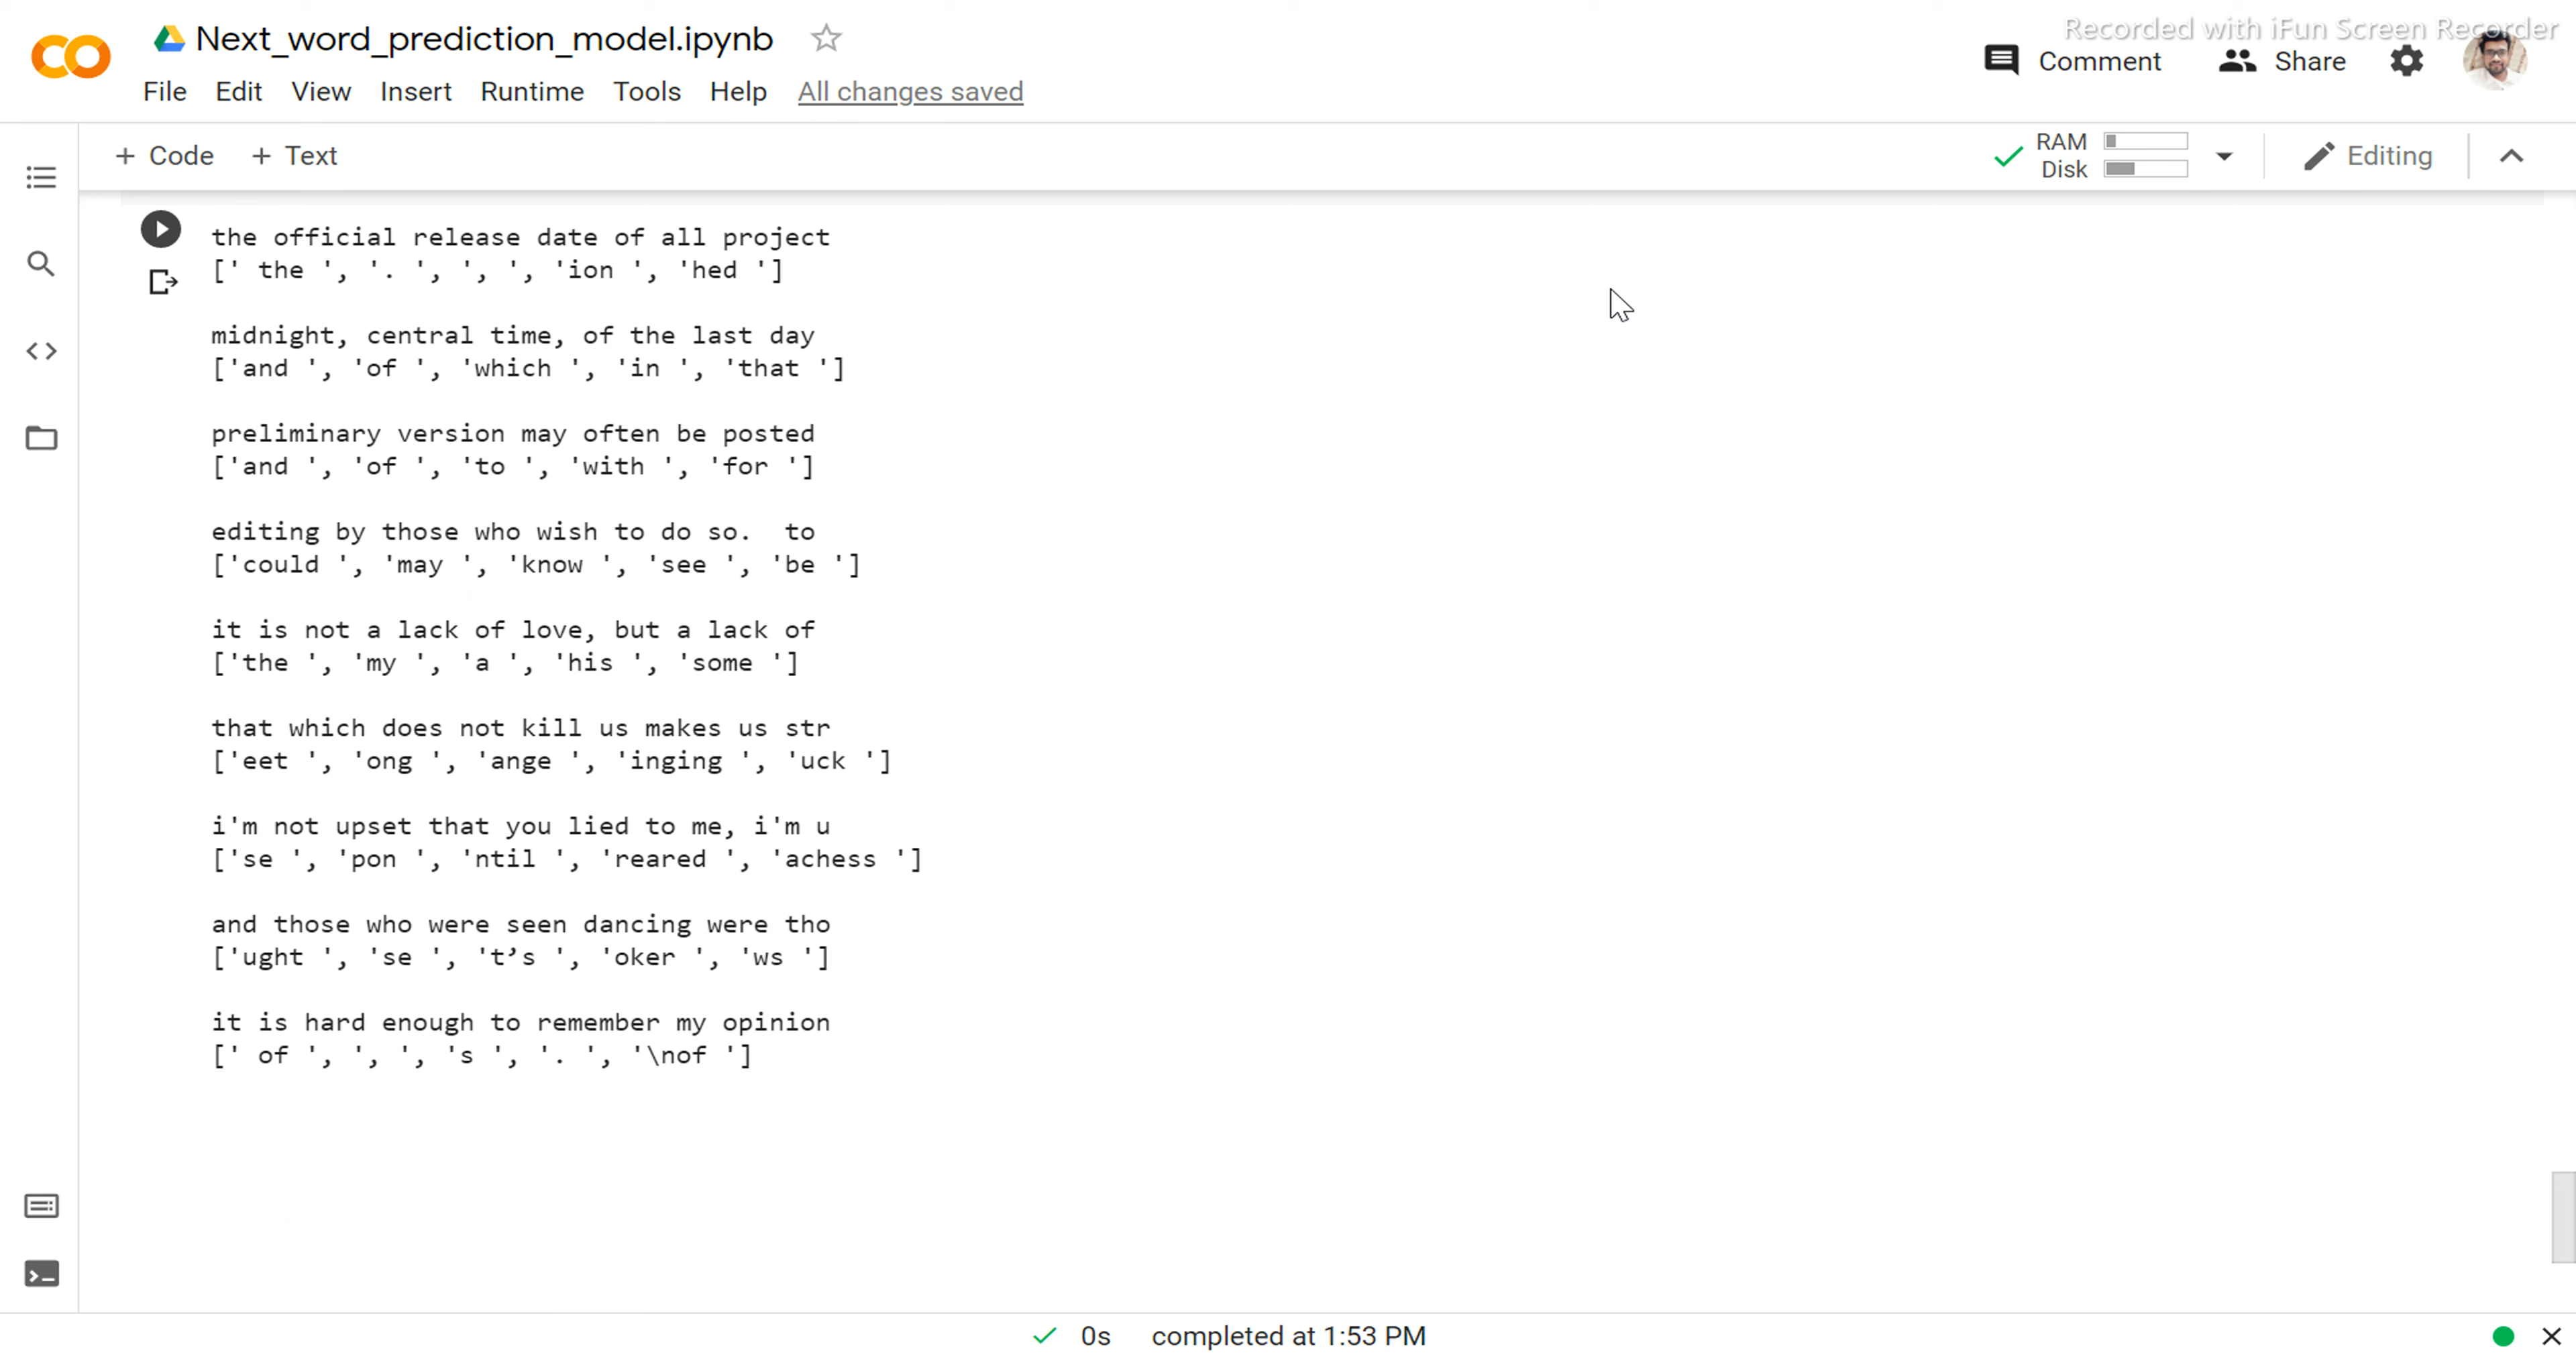 Recorded with iFun Screen Recorder
Next_word_prediction_model.ipynb
Comment Share
File Edit View Insert Runtime Tools Help All changes saved
+ Code + Text
RAM
Disk
Editing
the official release date of all project
[' the ', '. ', ', ', 'ion ', 'hed ']
midnight, central time, of the last day
['and ', 'of ', 'which ', 'in ', 'that ']
preliminary version may often be posted
['and ', 'of ', 'to ', 'with ', 'for ']
editing by those who wish to do so.  to
['could ', 'may ', 'know ', 'see ', 'be ']
it is not a lack of love, but a lack of
['the ', 'my ', 'a ', 'his ', 'some ']
that which does not kill us makes us str
['eet ', 'ong ', 'ange ', 'inging ', 'uck ']
i'm not upset that you lied to me, i'm u
['se ', 'pon ', 'ntil ', 'reared ', 'achess ']
and those who were seen dancing were tho
['ught ', 'se ', 't’s ', 'oker ', 'ws ']
it is hard enough to remember my opinion
[' of ', ', ', 's ', '. ', '\nof ']
0s completed at 1:53 PM